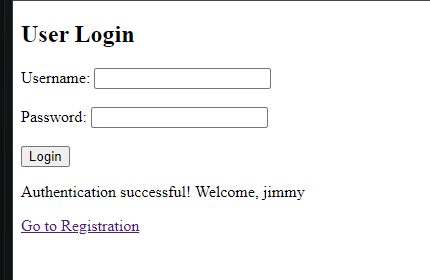 User Login
Username:
Password:
Login
Authentication successful! Welcome, jimmy
Go to Registration